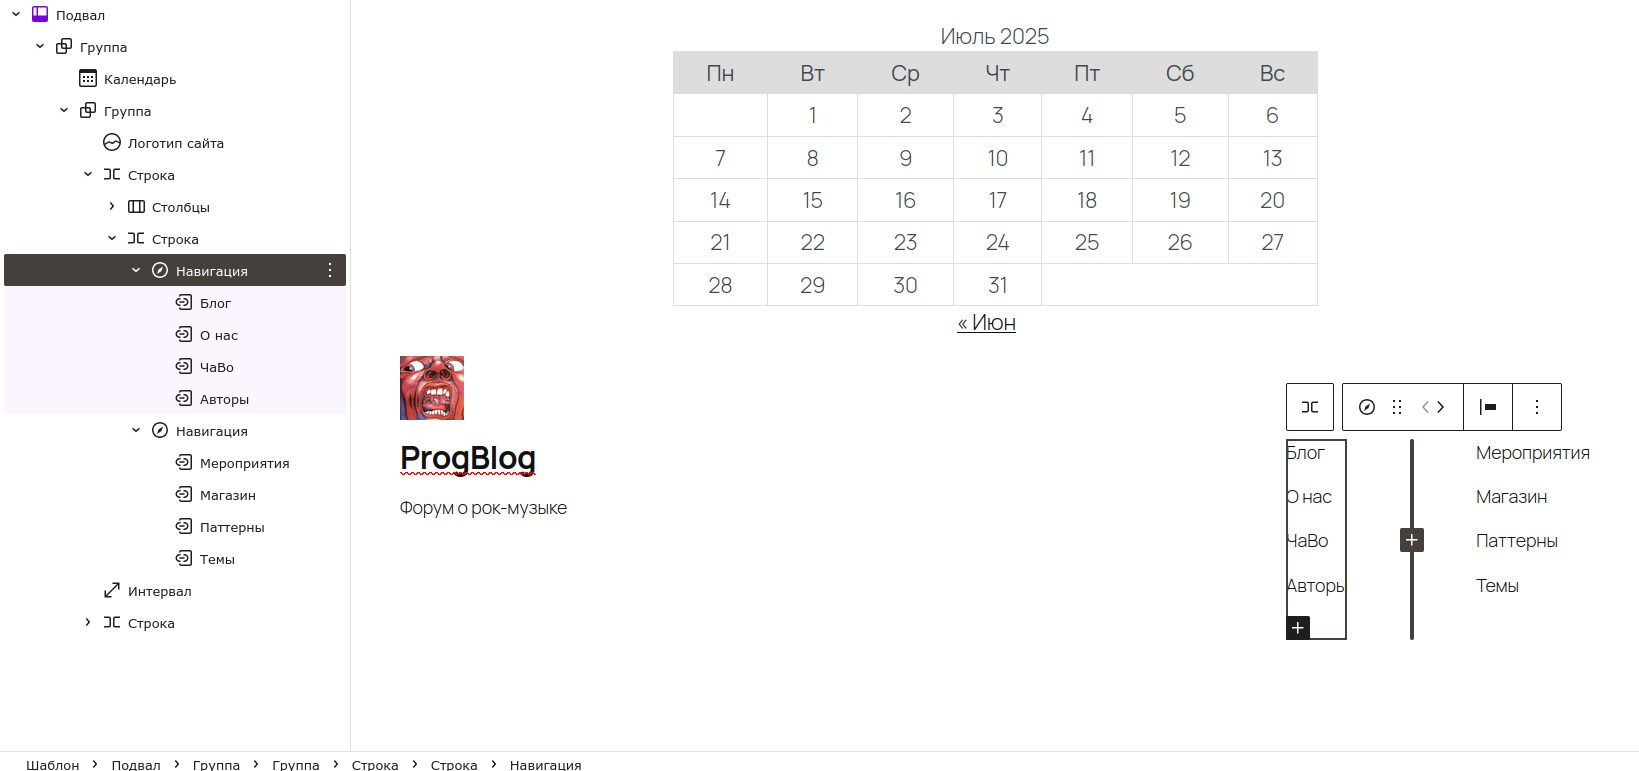 Подвал
Группа
Календарь
Группа
Логотип сайта
Строка
Столбцы
Строка
Навигация
Блог
О нас
ЧаВо
Авторы
Навигация
Мероприятия
Магазин
Паттерны
Темы
Интервал
Строка
Июль 2025
Пн Вт Ср Чт Пт Сб Вс
1 2 3 4 5 6
7 8 9 10 11 12 13
14 15 16 17 18 19 20
21 22 23 24 25 26 27
28 29 30 31
« Июн
ProgBlog
Форум о рок-музыке
Блог
О нас
ЧаВо
Авторы
Мероприятия
Магазин
Паттерны
Темы
Шаблон > Подвал > Группа > Группа > Строка > Строка > Навигация